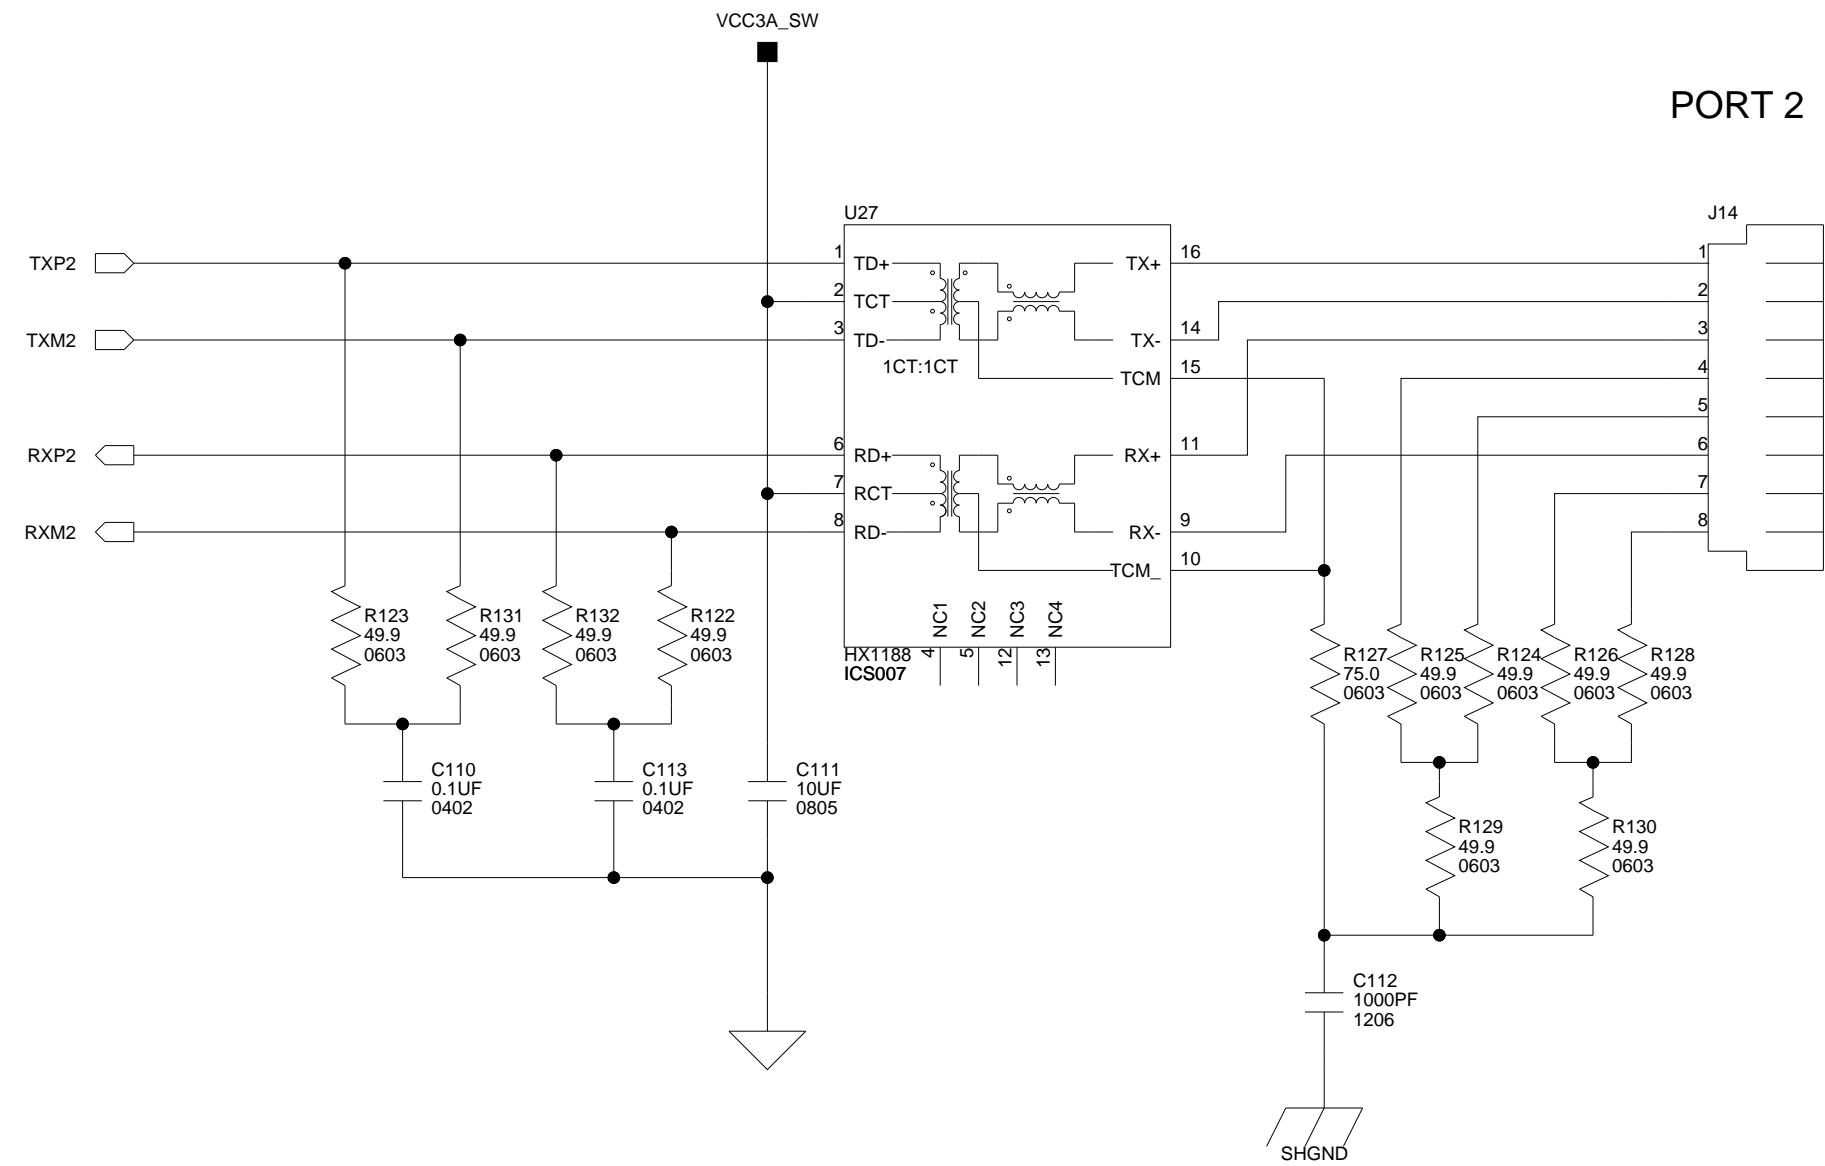 VCC3A_SW
PORT 2
U27
J14
TXP2
1
TD+
TX+
16
1
2
TCT
2
TXM2
3
TD-
TX-
14
3
1CT:1CT
TCM
15
4
5
RXP2
6
RD+
RX+
11
6
7
RCT
7
RXM2
8
RD-
RX-
9
8
TCM_
10
NC1
NC2
NC3
NC4
4
5
12
13
HX1188
ICS007
R123
49.9
0603
R131
49.9
0603
R132
49.9
0603
R122
49.9
0603
R127
75.0
0603
R125
49.9
0603
R124
49.9
0603
R126
49.9
0603
R128
49.9
0603
C110
0.1UF
0402
C113
0.1UF
0402
C111
10UF
0805
R129
49.9
0603
R130
49.9
0603
C112
1000PF
1206
SHGND